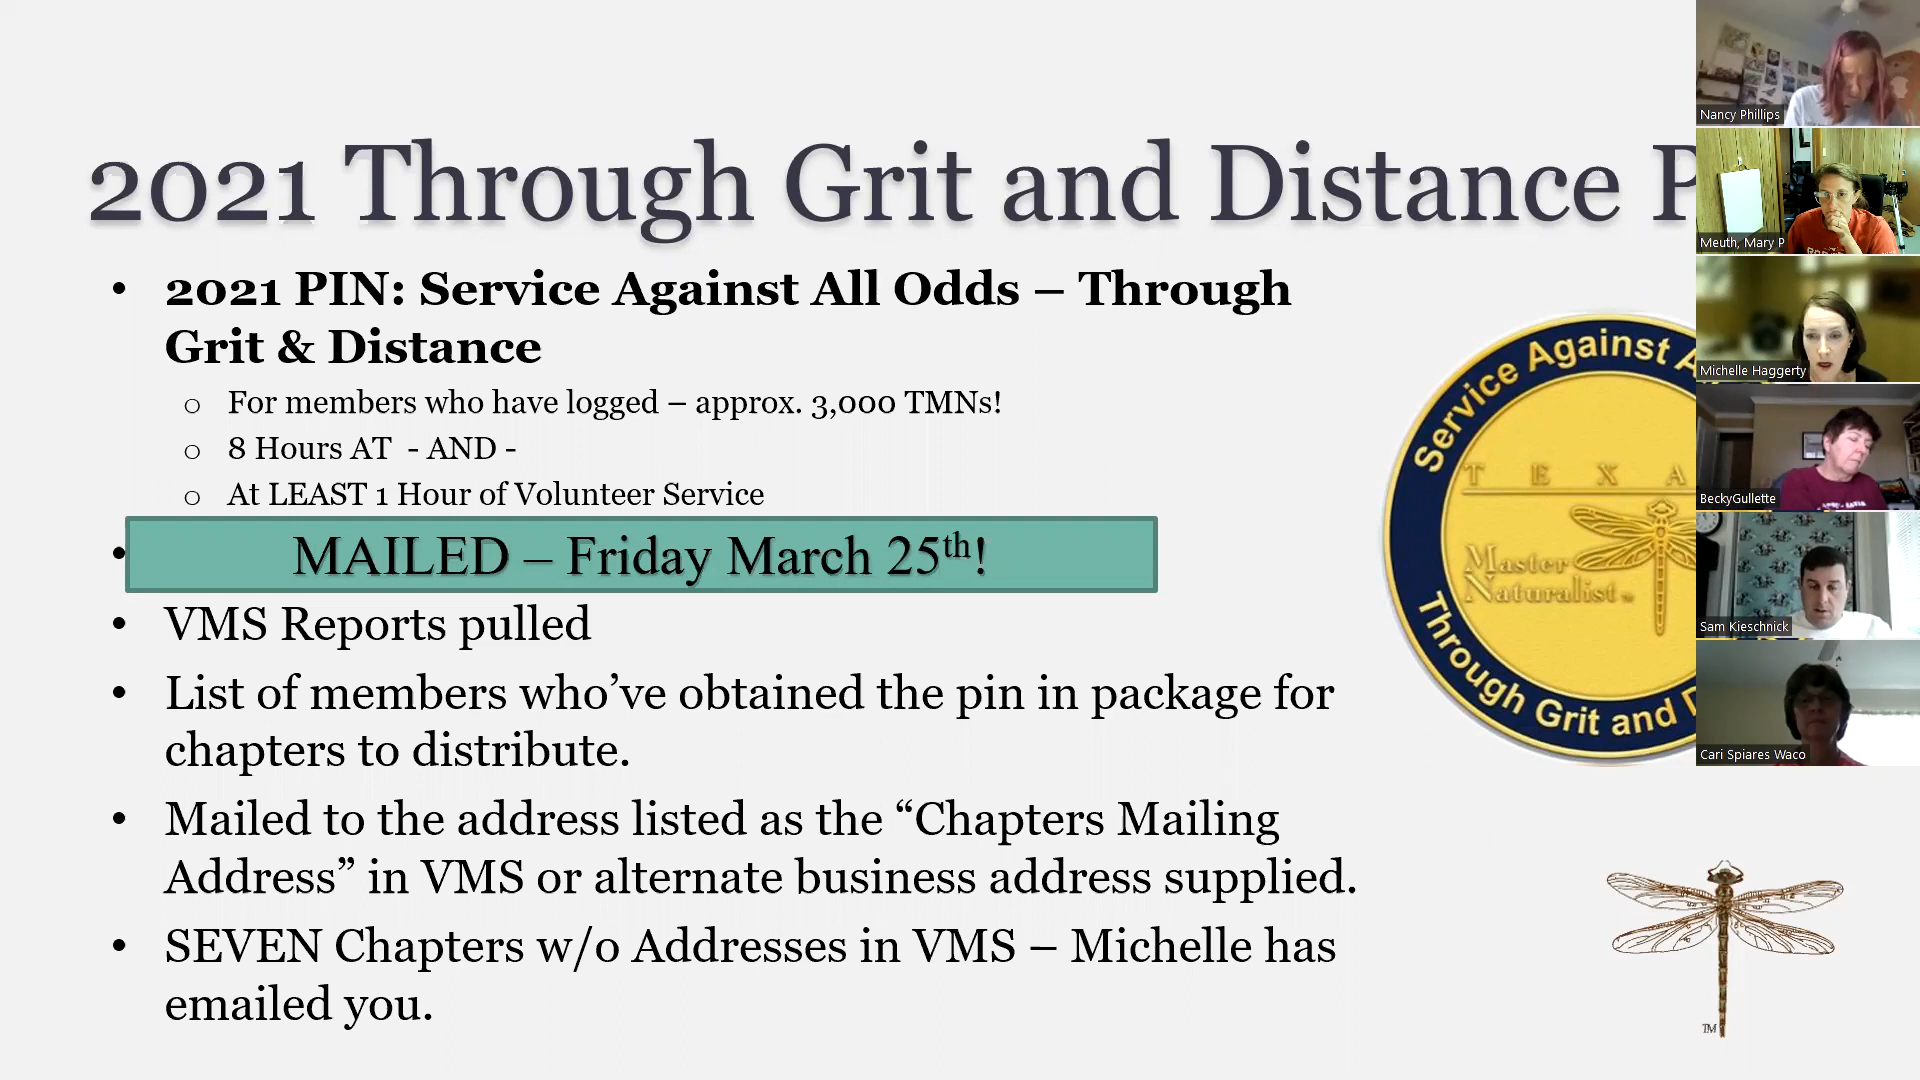 2021 Through Grit and Distance P
• 2021 PIN: Service Against All Odds – Through
Grit & Distance
o For members who have logged – approx. 3,000 TMNs!
o 8 Hours AT - AND -
o At LEAST 1 Hour of Volunteer Service
• MAILED – Friday March 25th!
• VMS Reports pulled
• List of members who’ve obtained the pin in package for
chapters to distribute.
• Mailed to the address listed as the “Chapters Mailing
Address” in VMS or alternate business address supplied.
• SEVEN Chapters w/o Addresses in VMS – Michelle has
emailed you.
Service Against A
TEXA
Master
Naturalist™
Through Grit and
TM
Nancy Phillips
Meuth, Mary P
Michelle Haggerty
BeckyGullette
Sam Kieschnick
Cari Spiares Waco